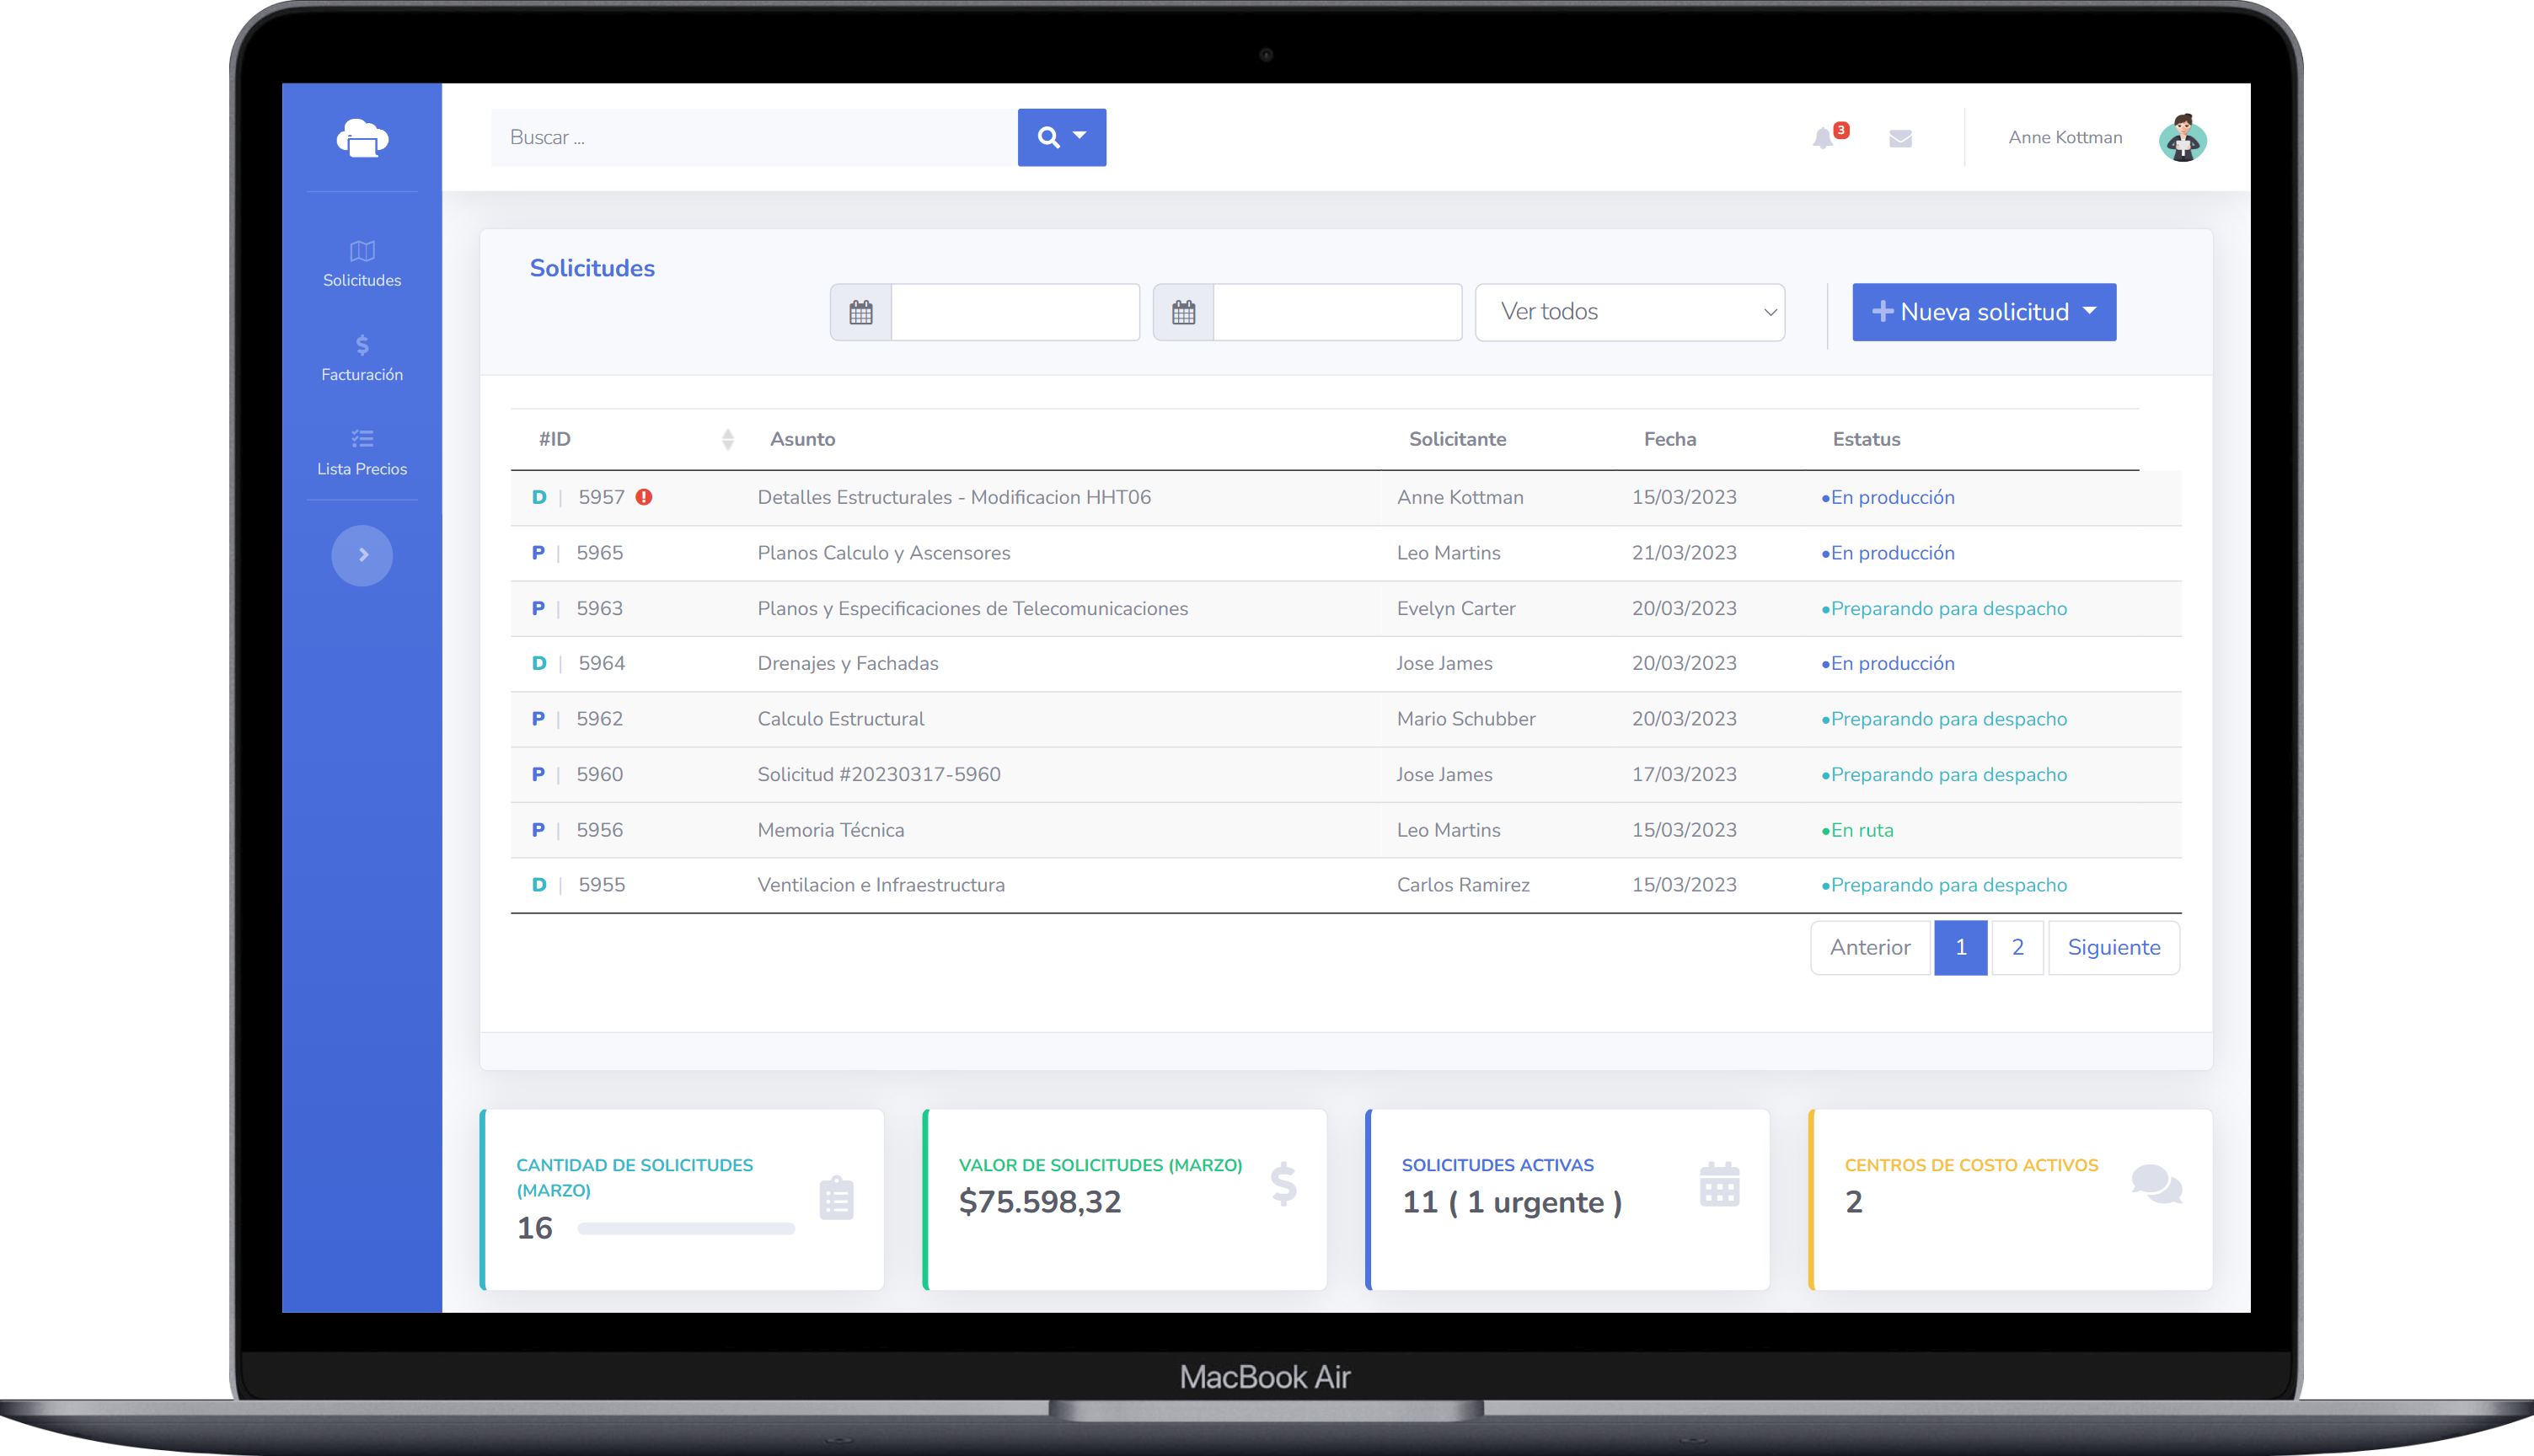 Buscar ...
3
Anne Kottman
Solicitudes
Facturación
Lista Precios
Solicitudes
Ver todos
Nueva solicitud
#ID Asunto Solicitante Fecha Estatus
D | 5957 Detalles Estructurales - Modificacion HHT06 Anne Kottman 15/03/2023 •En producción
P | 5965 Planos Calculo y Ascensores Leo Martins 21/03/2023 •En producción
P | 5963 Planos y Especificaciones de Telecomunicaciones Evelyn Carter 20/03/2023 •Preparando para despacho
D | 5964 Drenajes y Fachadas Jose James 20/03/2023 •En producción
P | 5962 Calculo Estructural Mario Schubber 20/03/2023 •Preparando para despacho
P | 5960 Solicitud #20230317-5960 Jose James 17/03/2023 •Preparando para despacho
P | 5956 Memoria Técnica Leo Martins 15/03/2023 •En ruta
D | 5955 Ventilacion e Infraestructura Carlos Ramirez 15/03/2023 •Preparando para despacho
Anterior 1 2 Siguiente
CANTIDAD DE SOLICITUDES
(MARZO)
16
VALOR DE SOLICITUDES (MARZO)
$75.598,32
SOLICITUDES ACTIVAS
11 ( 1 urgente )
CENTROS DE COSTO ACTIVOS
2
MacBook Air